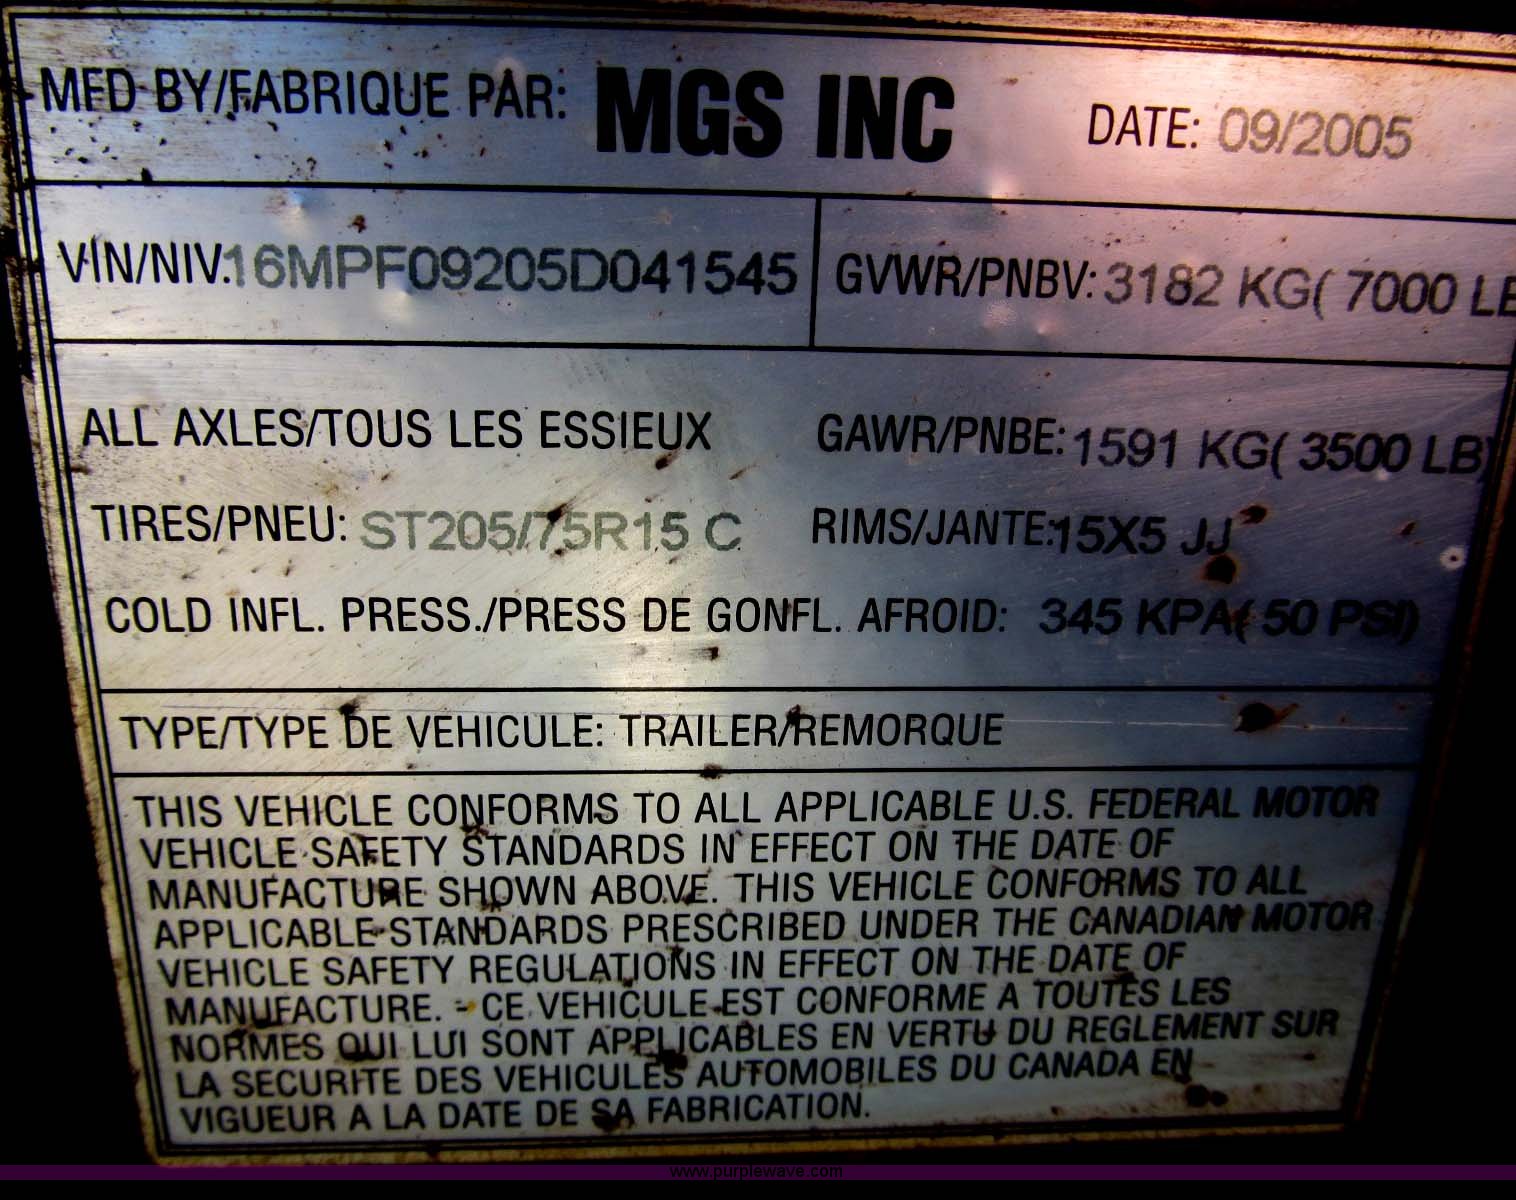 MFD BY/FABRIQUE PAR: MGS INC DATE: 09/2005
VIN/NIV:16MPF09205D041545 GVWR/PNBV: 3182 KG( 7000 LB
ALL AXLES/TOUS LES ESSIEUX GAWR/PNBE: 1591 KG( 3500 LB)
TIRES/PNEU: ST205/75R15 C RIMS/JANTE:15X5 JJ
COLD INFL. PRESS./PRESS DE GONFL. AFROID: 345 KPA( 50 PSI)
TYPE/TYPE DE VEHICULE: TRAILER/REMORQUE
THIS VEHICLE CONFORMS TO ALL APPLICABLE U.S. FEDERAL MOTOR
VEHICLE SAFETY STANDARDS IN EFFECT ON THE DATE OF
MANUFACTURE SHOWN ABOVE. THIS VEHICLE CONFORMS TO ALL
APPLICABLE STANDARDS PRESCRIBED UNDER THE CANADIAN MOTOR
VEHICLE SAFETY REGULATIONS IN EFFECT ON THE DATE OF
MANUFACTURE. - CE VEHICULE EST CONFORME A TOUTES LES
NORMES QUI LUI SONT APPLICABLES EN VERTU DU REGLEMENT SUR
LA SECURITE DES VEHICULES AUTOMOBILES DU CANADA EN
VIGUEUR A LA DATE DE SA FABRICATION.
www.purplewave.com